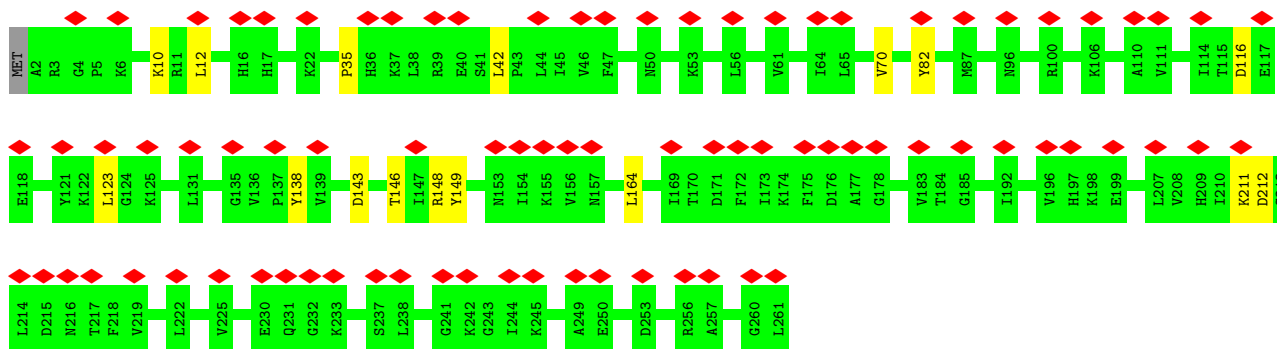 MET A2 R3 G4 P5 K6 K10 R11 L12 H16 H17 K22 P35 H36 K37 L38 R39 E40 S41 L42 P43 L44 I45 V46 F47 N50 K53 L56 V61 I64 L65 V70 Y82 M87 N96 R100 K106 A110 V111 I114 T115 D116 E117
E118 Y121 K122 L123 G124 K125 L131 G135 V136 P137 Y138 V139 D143 T146 I147 R148 Y149 N153 I154 K155 V156 N157 L164 I169 T170 D171 F172 I173 K174 F175 D176 A177 G178 V183 T184 G185 I192 V196 H197 K198 E199 L207 V208 H209 I210 K211 D212
L214 D215 N216 T217 F218 V219 L222 V225 E230 Q231 G232 K233 S237 L238 G241 K242 G243 I244 K245 A249 E250 D253 R256 A257 G260 L261